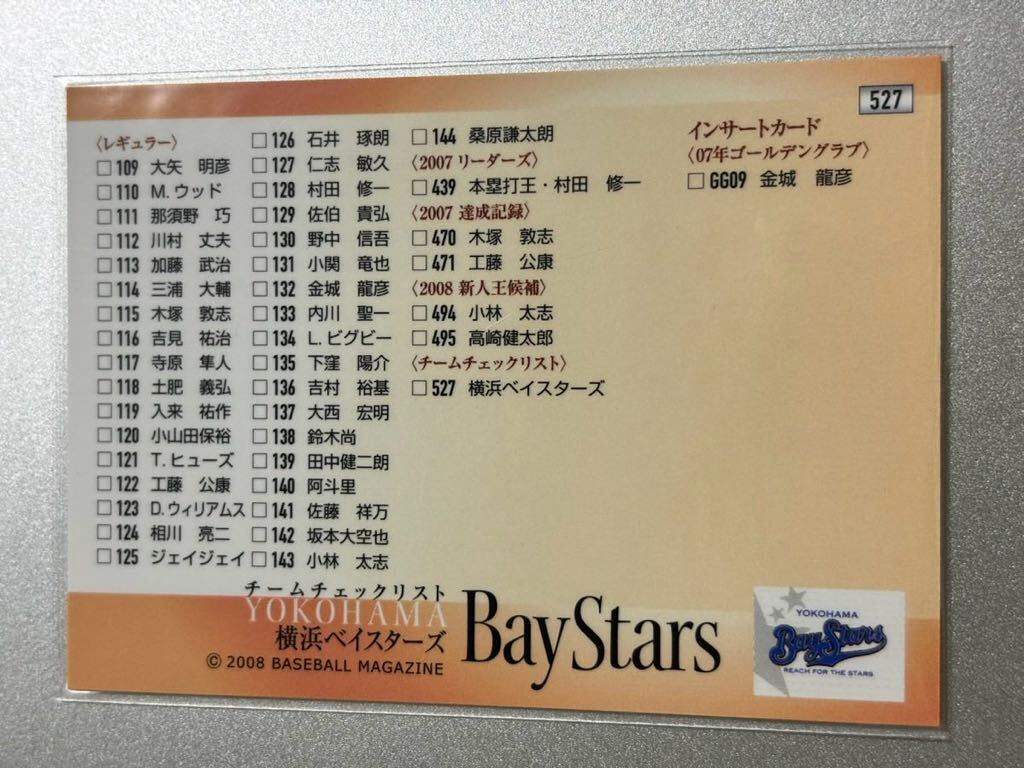 527
〈レギュラー〉
□109 大矢 明彦
□110 M.ウッド
□111 那須野 巧
□112 川村 丈夫
□113 加藤 武治
□114 三浦 大輔
□115 木塚 敦志
□116 吉見 祐治
□117 寺原 隼人
□118 土肥 義弘
□119 入来 祐作
□120 小山田保裕
□121 T.ヒューズ
□122 工藤 公康
□123 D.ウィリアムス
□124 相川 亮二
□125 ジェイジェイ
□126 石井 琢朗
□127 仁志 敏久
□128 村田 修一
□129 佐伯 貴弘
□130 野中 信吾
□131 小関 竜也
□132 金城 龍彦
□133 内川 聖一
□134 L.ビグビー
□135 下窪 陽介
□136 吉村 裕基
□137 大西 宏明
□138 鈴木尚
□139 田中健二朗
□140 阿斗里
□141 佐藤 祥万
□142 坂本大空也
□143 小林 太志
□144 桑原謙太朗
〈2007 リーダーズ〉
□439 本塁打王・村田 修一
〈2007 達成記録〉
□470 木塚 敦志
□471 工藤 公康
〈2008 新人王候補〉
□494 小林 太志
□495 高崎健太郎
〈チームチェックリスト〉
□527 横浜ベイスターズ
インサートカード
〈07年ゴールデングラブ〉
□GG09 金城 龍彦
チームチェックリスト
YOKOHAMA
横浜ベイスターズ
BayStars
© 2008 BASEBALL MAGAZINE
YOKOHAMA
BayStars
REACH FOR THE STARS